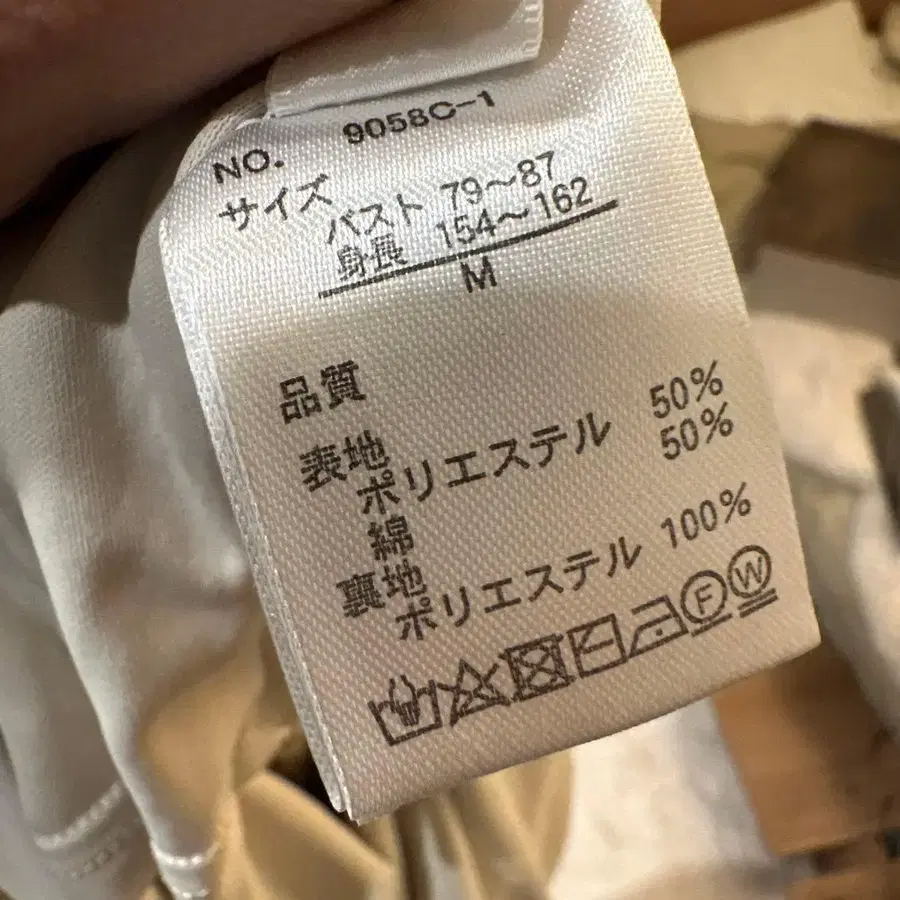 NO. 9058C-1
サイズ
バスト 79〜87
身長 154〜162
M
品質
表地
ポリエステル 50%
綿 50%
裏地
ポリエステル 100%
F W